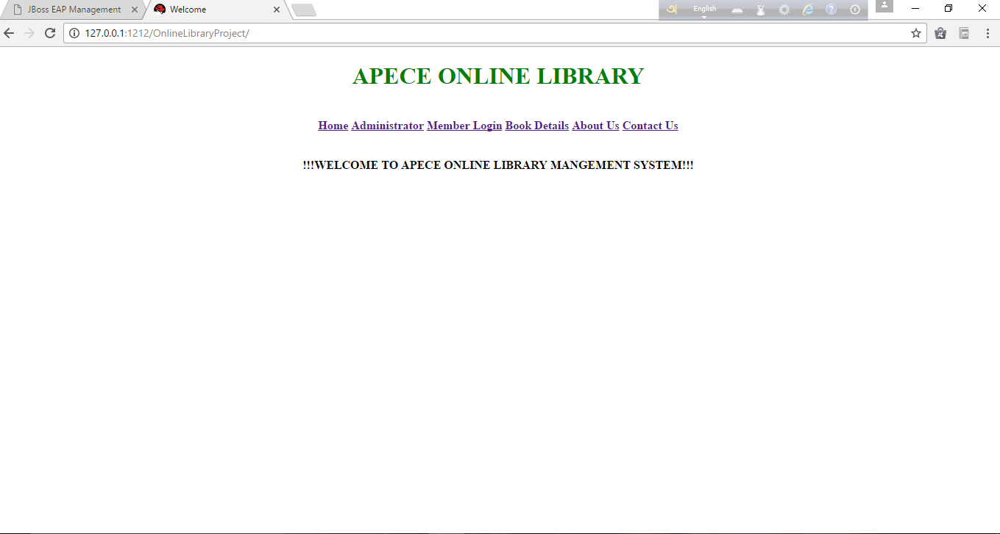 JBoss EAP Management
Welcome
অ English
127.0.0.1:1212/OnlineLibraryProject/
APECE ONLINE LIBRARY
Home Administrator Member Login Book Details About Us Contact Us
!!!WELCOME TO APECE ONLINE LIBRARY MANGEMENT SYSTEM!!!